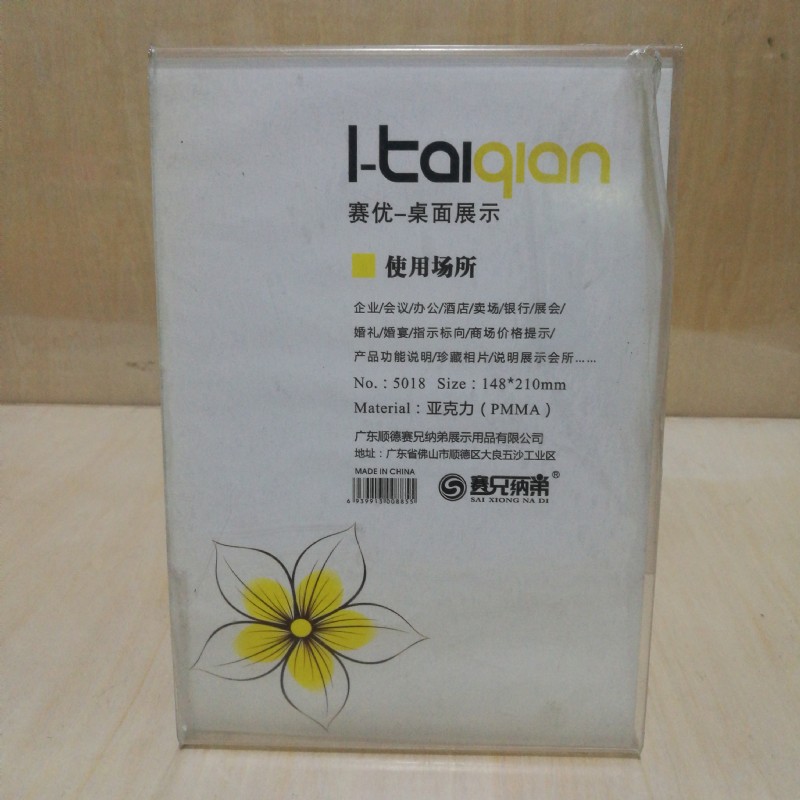 I-taiqian
赛优-桌面展示
使用场所
企业/会议/办公/酒店/卖场/银行/展会/
婚礼/婚宴/指示标向/商场价格提示/
产品功能说明/珍藏相片/说明展示会所……
No.：5018 Size：148*210mm
Material：亚克力（PMMA）
广东顺德赛兄纳弟展示用品有限公司
地址：广东省佛山市顺德区大良五沙工业区
MADE IN CHINA
赛兄纳弟®
SAI XIONG NA DI